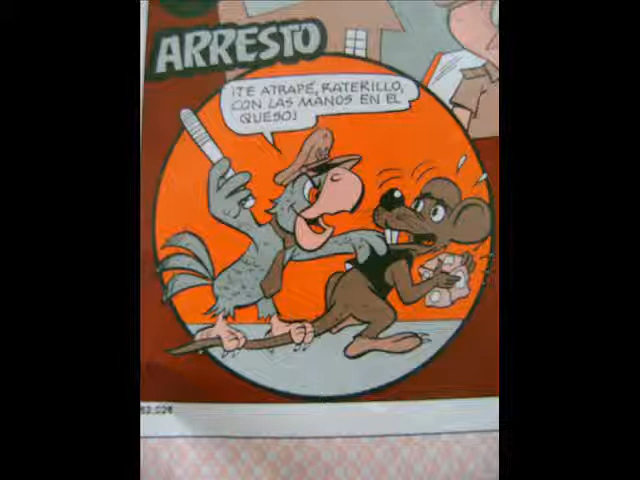 ARRESTO
¡TE ATRAPÉ, RATERILLO,
CON LAS MANOS EN EL
QUESO!